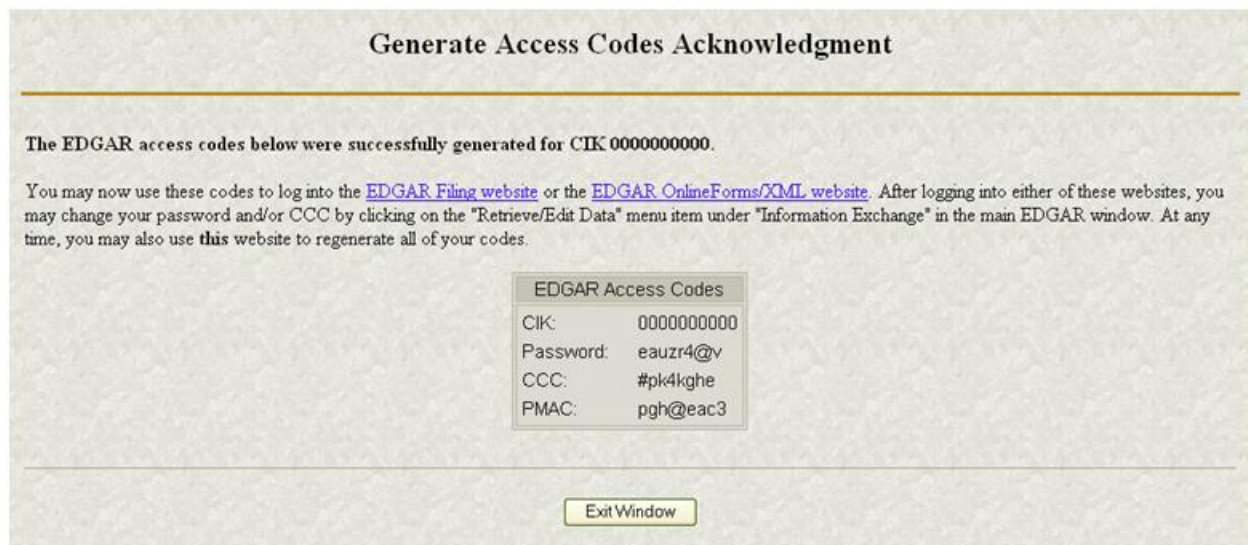 Generate Access Codes Acknowledgment
The EDGAR access codes below were successfully generated for CIK 0000000000.
You may now use these codes to log into the EDGAR Filing website or the EDGAR OnlineForms/XML website. After logging into either of these websites, you
may change your password and/or CCC by clicking on the "Retrieve/Edit Data" menu item under "Information Exchange" in the main EDGAR window. At any
time, you may also use this website to regenerate all of your codes.
EDGAR Access Codes
CIK: 0000000000
Password: eauzr4@v
CCC: #pk4kghe
PMAC: pgh@eac3
Exit Window